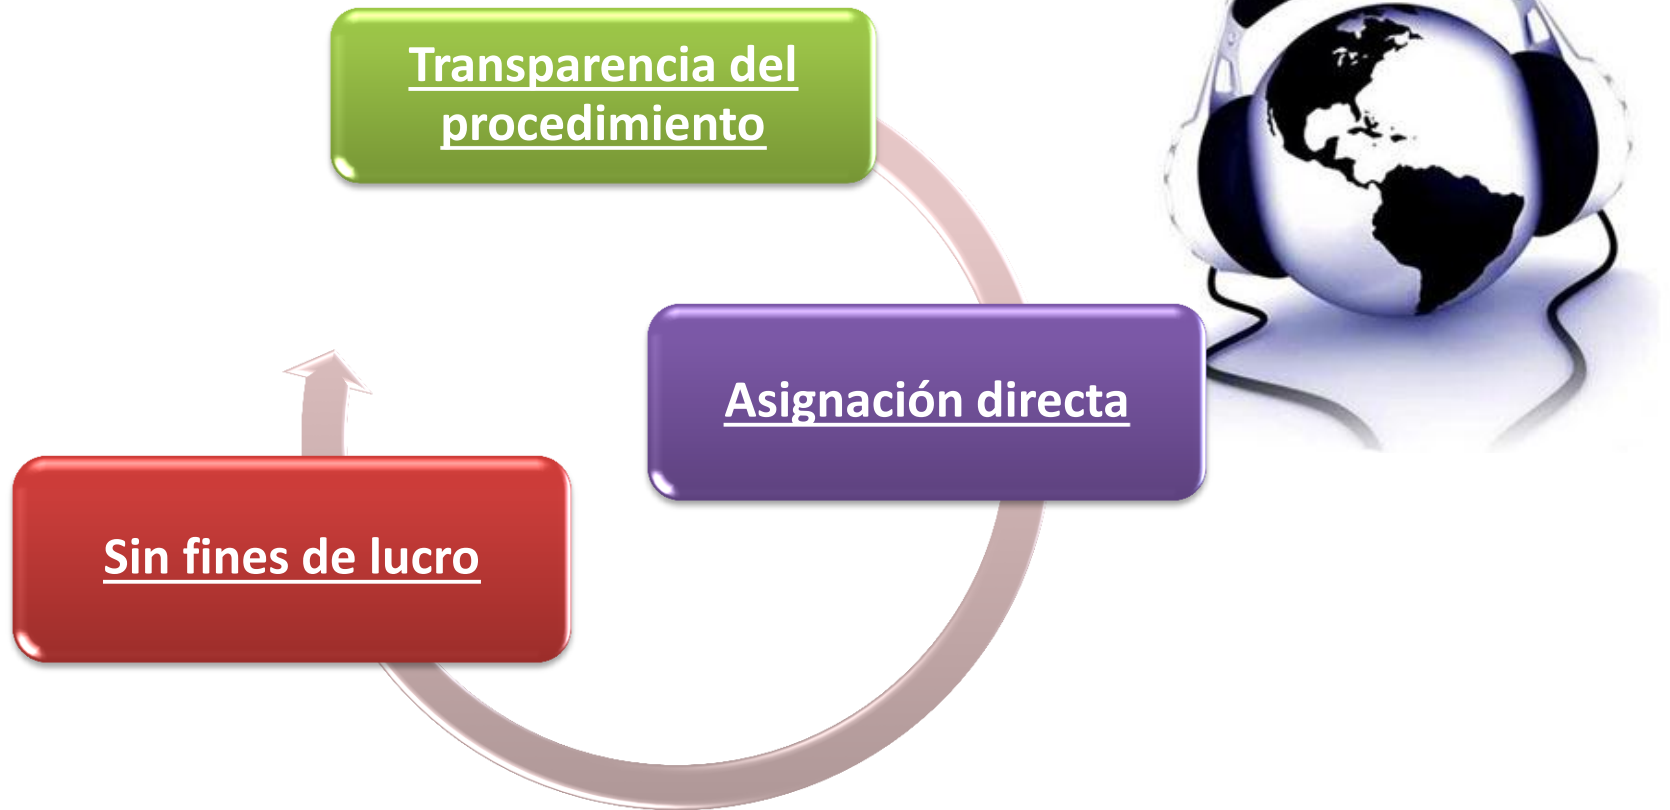 Transparencia del
procedimiento
Asignación directa
Sin fines de lucro